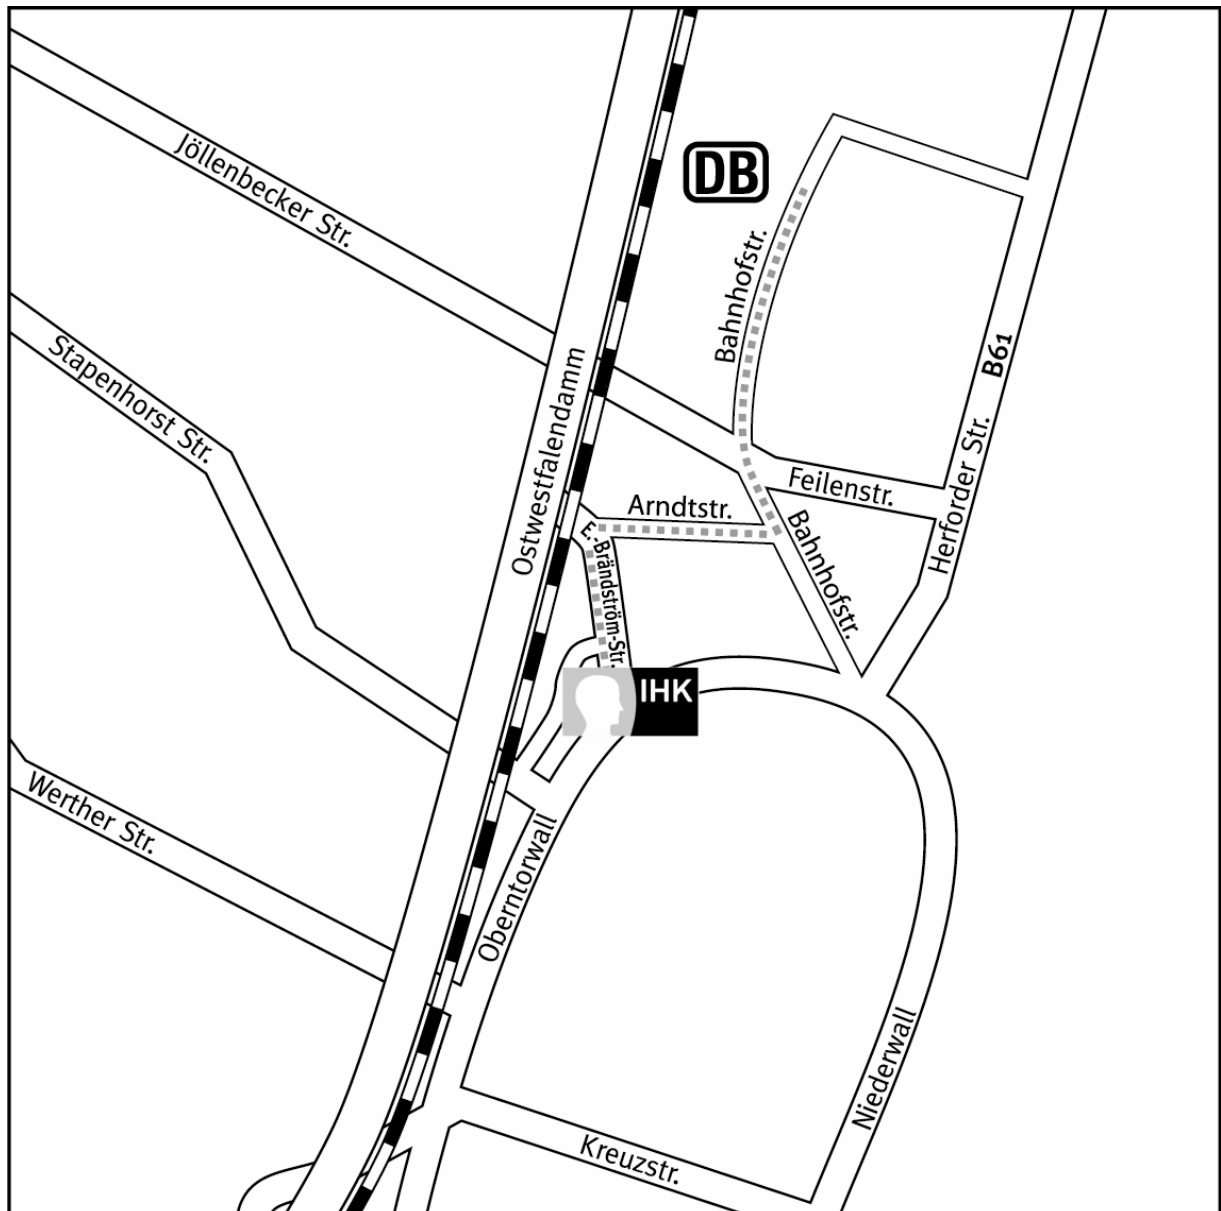 Jöllenbecker Str.
DB
Bahnhofstr.
Stapenhorst Str.
Ostwestfalendamm
B61
Herforder Str.
Feilenstr.
Arndtstr.
Bahnhofstr.
E.-Brändström-Str.
IHK
Werther Str.
Oberntorwall
Niederwall
Kreuzstr.